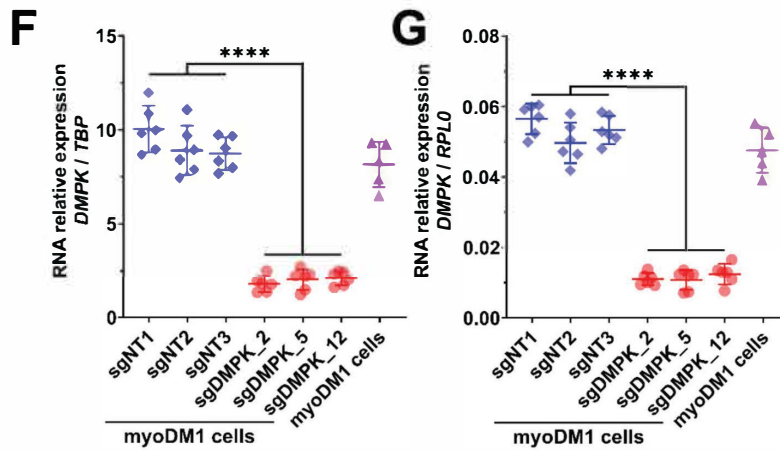 F
RNA relative expression
DMPK / TBP
15
10
5
0
****
sgNT1
sgNT2
sgNT3
sgDMPK_2
sgDMPK_5
sgDMPK_12
myoDM1 cells
myoDM1 cells
G
RNA relative expression
DMPK / RPL0
0.08
0.06
0.04
0.02
0.00
****
sgNT1
sgNT2
sgNT3
sgDMPK_2
sgDMPK_5
sgDMPK_12
myoDM1 cells
myoDM1 cells